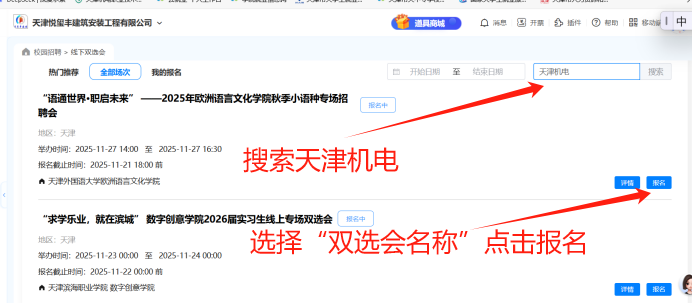 天津悦玺丰建筑安装工程有限公司
道具商城
消息
开票
插件
帮助
中
校园招聘 > 线下双选会
热门推荐 全部场次 我的报名
开始日期 至 结束日期
天津机电
搜索
“语通世界·职启未来” ——2025年欧洲语言文化学院秋季小语种专场招
聘会
报名中
地区：天津
举办时间：2025-11-27 14:00 至 2025-11-27 16:30
报名截止时间：2025-11-21 18:00 前
天津外国语大学欧洲语言文化学院
搜索天津机电
详情 报名
“求学乐业，就在滨城” 数字创意学院2026届实习生线上专场双选会
报名中
地区：天津
选择“双选会名称”点击报名
举办时间：2025-11-23 00:00 至 2025-11-24 00:00
报名截止时间：2025-11-22 00:00 前
天津滨海职业学院 数字创意学院
详情 报名